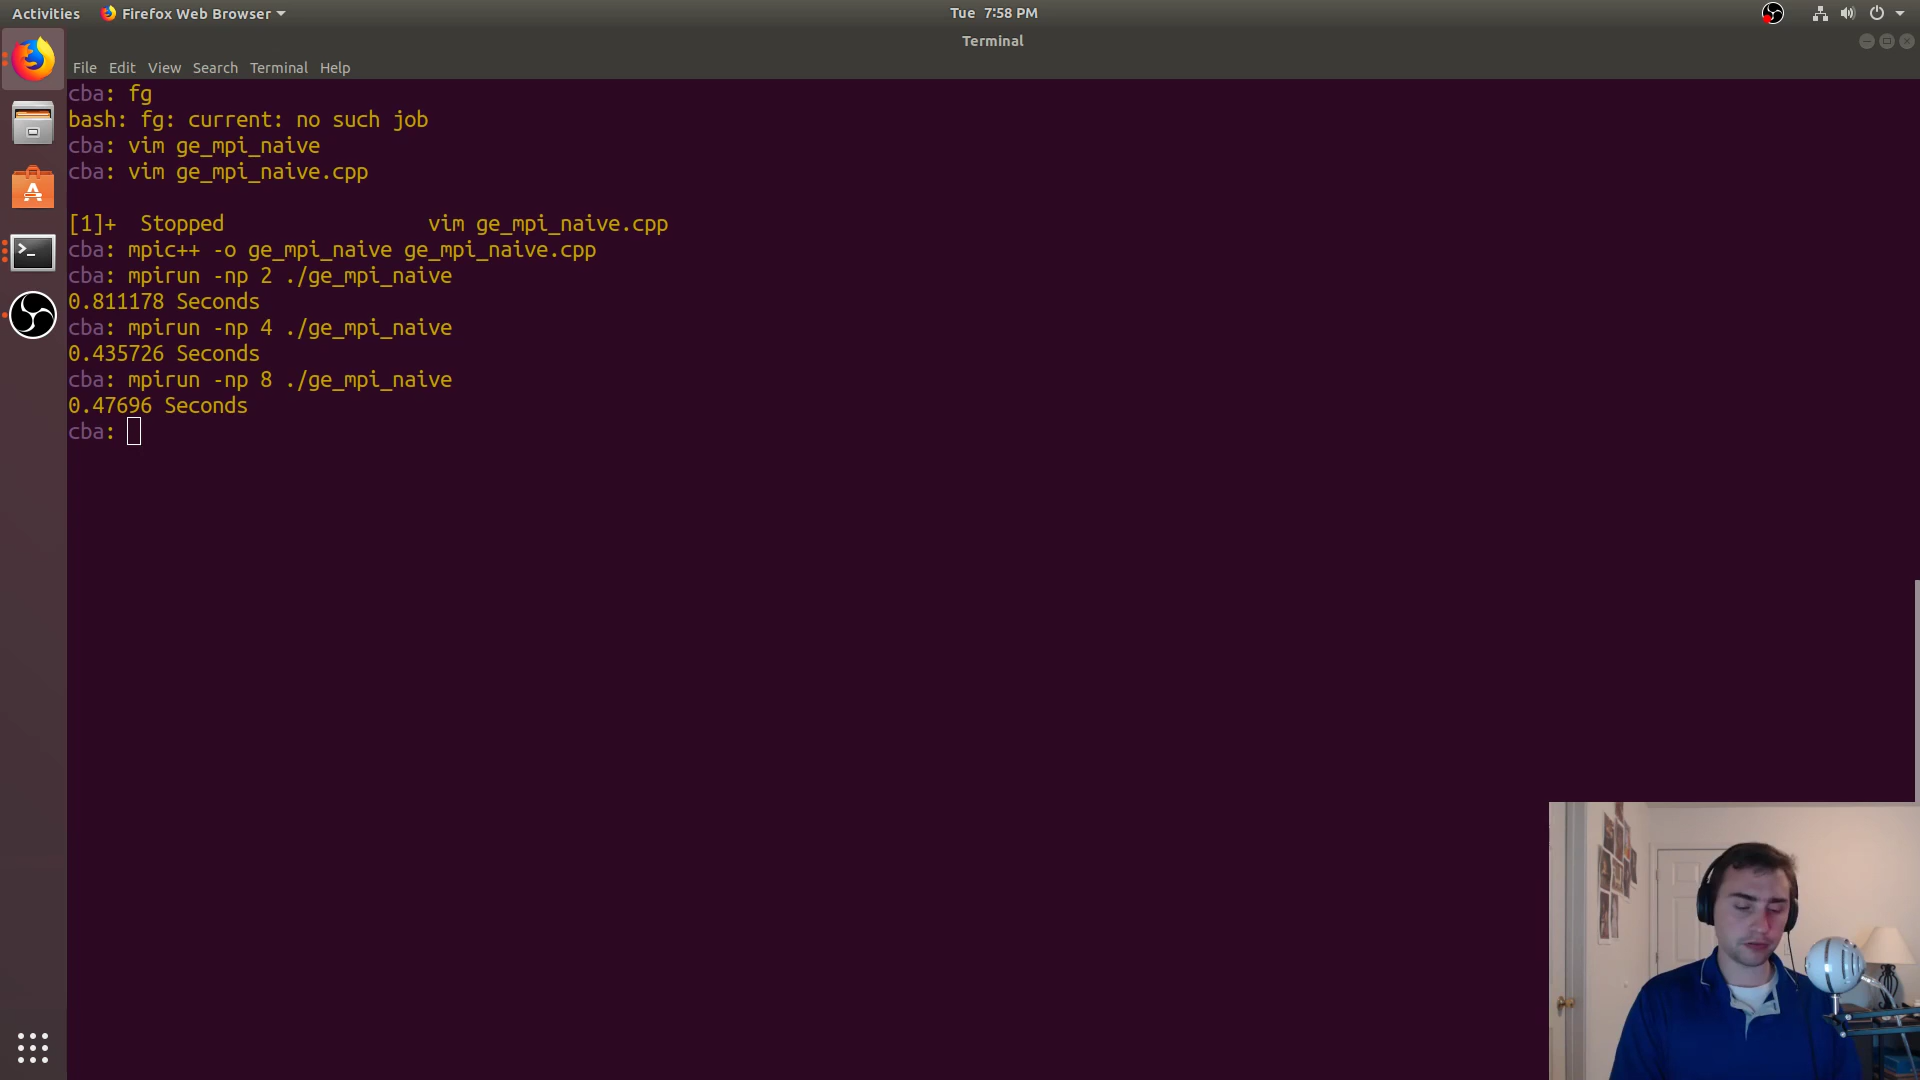 Activities Firefox Web Browser Tue 7:58 PM
Terminal
File Edit View Search Terminal Help
cba: fg
bash: fg: current: no such job
cba: vim ge_mpi_naive
cba: vim ge_mpi_naive.cpp
[1]+ Stopped vim ge_mpi_naive.cpp
cba: mpic++ -o ge_mpi_naive ge_mpi_naive.cpp
cba: mpirun -np 2 ./ge_mpi_naive
0.811178 Seconds
cba: mpirun -np 4 ./ge_mpi_naive
0.435726 Seconds
cba: mpirun -np 8 ./ge_mpi_naive
0.47696 Seconds
cba: